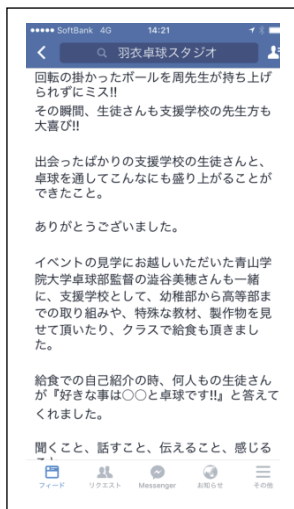 SoftBank 4G 14:21
羽衣卓球スタジオ
回転の掛かったボールを周先生が持ち上げ
られずにミス!!
その瞬間、生徒さんも支援学校の先生方も
大喜び!!
出会ったばかりの支援学校の生徒さんと、
卓球を通してこんなにも盛り上がることが
できたこと。
ありがとうございました。
イベントの見学にお越しいただいた青山学
院大学卓球部監督の澁谷美穂さんも一緒
に、支援学校として、幼稚部から高等部ま
での取り組みや、特殊な教材、製作物を見
せて頂いたり、クラスで給食も頂きまし
た。
給食での自己紹介の時、何人もの生徒さん
が『好きな事は○○と卓球です!!』と答えて
くれました。
聞くこと、話すこと、伝えること、感じる
フィード リクエスト Messenger お知らせ その他